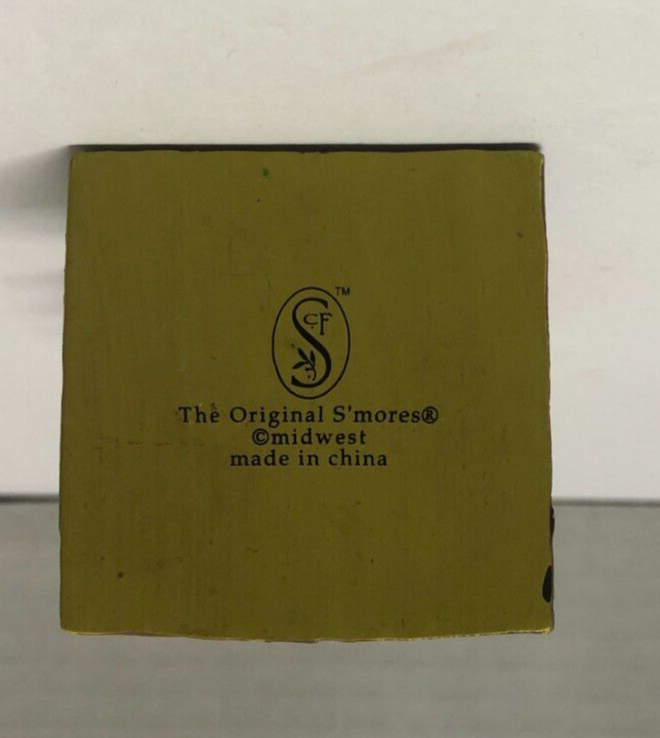 TM
S
CF
The Original S'mores®
©midwest
made in china